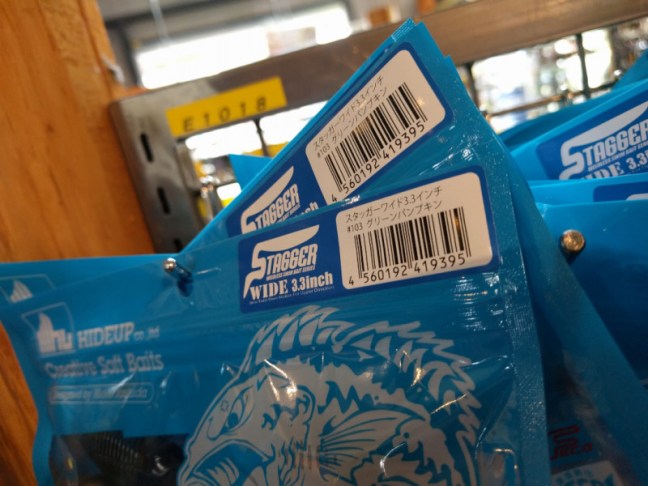 E1018
スタッガーワイド3.3インチ
#103 グリーンパンプキン
4 560192 419395
STAGGER
inch
STAGGER
WIDE 3.3inch
スタッガーワイド3.3インチ
#103 グリーンパンプキン
4 560192 419395
STAGGER
WIDE 3.3
HIDEUP co.,ltd
Creative Soft Baits